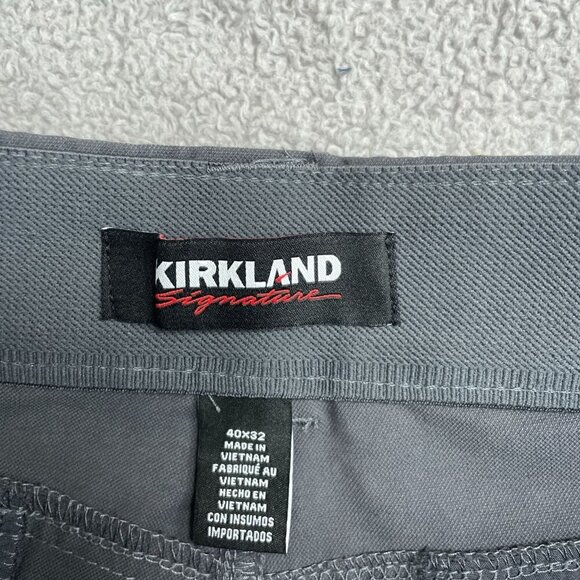 KIRKLAND
Signature
40X32
MADE IN
VIETNAM
FABRIQUÉ AU
VIETNAM
HECHO EN
VIETNAM
CON INSUMOS
IMPORTADOS